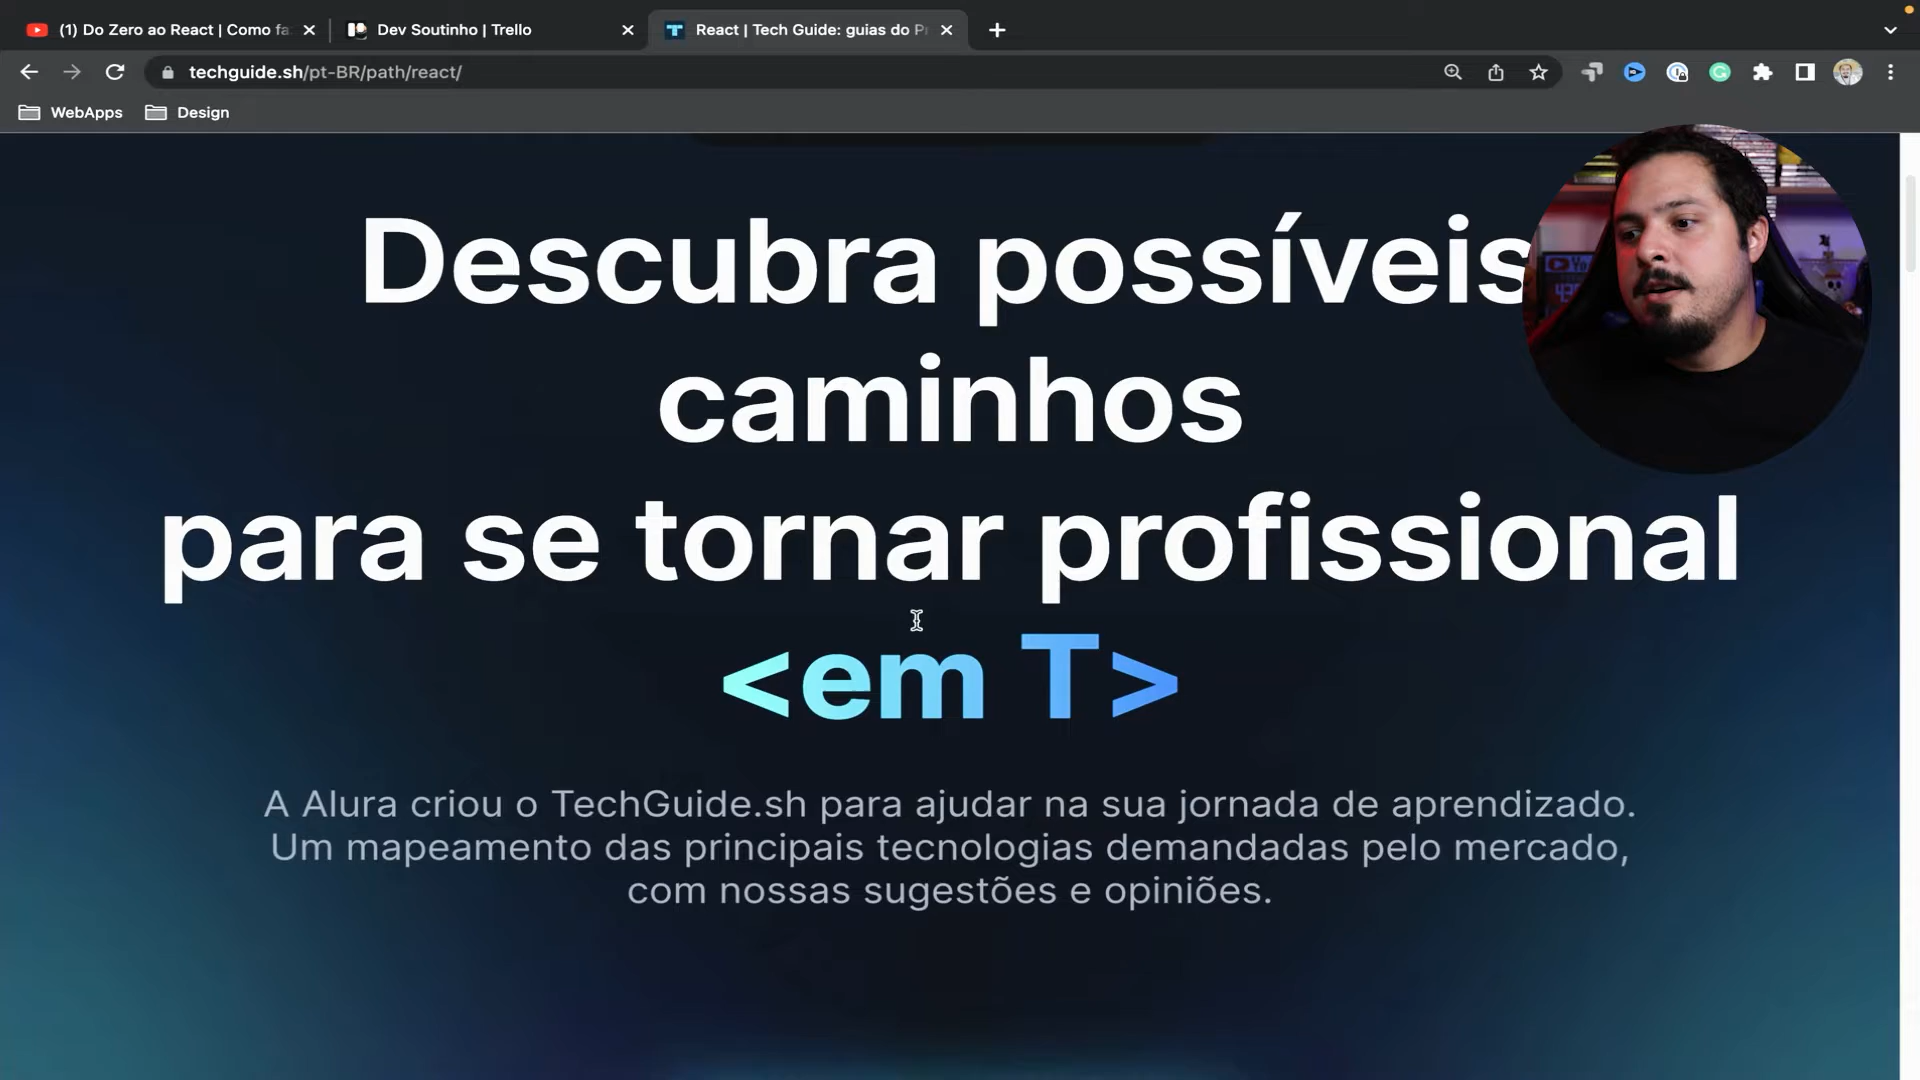 (1) Do Zero ao React | Como fa
Dev Soutinho | Trello
React | Tech Guide: guias do Pr
techguide.sh/pt-BR/path/react/
WebApps
Design
Descubra possíveis
caminhos
para se tornar profissional
<em T>
A Alura criou o TechGuide.sh para ajudar na sua jornada de aprendizado.
Um mapeamento das principais tecnologias demandadas pelo mercado,
com nossas sugestões e opiniões.